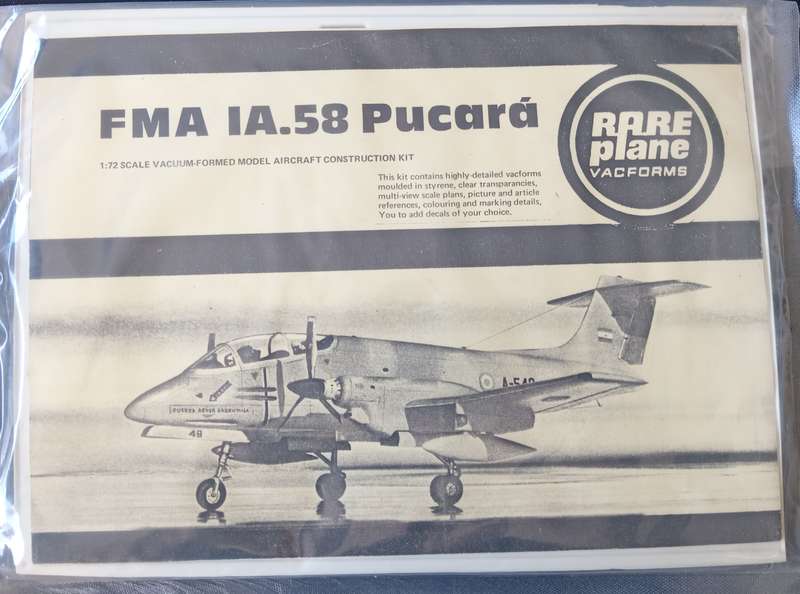 FMA IA.58 Pucará
1:72 SCALE VACUUM-FORMED MODEL AIRCRAFT CONSTRUCTION KIT
This kit contains highly-detailed vacforms
moulded in styrene, clear transparancies,
multi-view scale plans, picture and article
references, colouring and marking details,
You to add decals of your choice.
RARE
plane
VACFORMS
A-549
FUERZA AEREA ARGENTINA
49